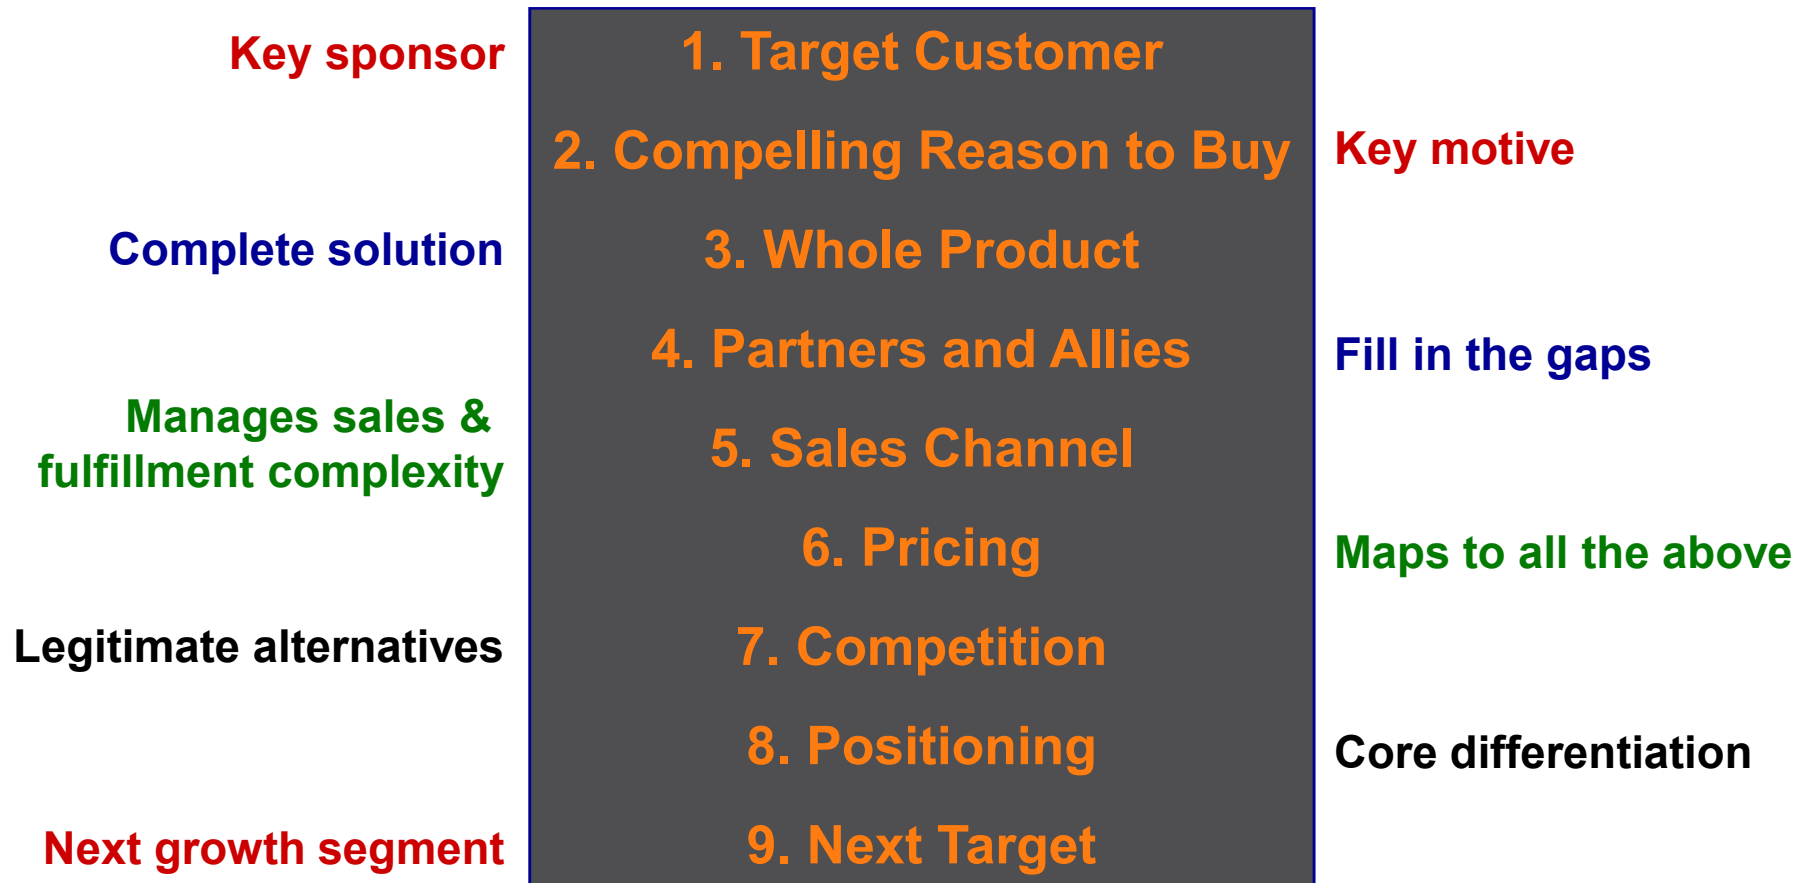 Key sponsor
1. Target Customer
2. Compelling Reason to Buy
Key motive
Complete solution
3. Whole Product
4. Partners and Allies
Fill in the gaps
Manages sales &
fulfillment complexity
5. Sales Channel
6. Pricing
Maps to all the above
Legitimate alternatives
7. Competition
8. Positioning
Core differentiation
Next growth segment
9. Next Target